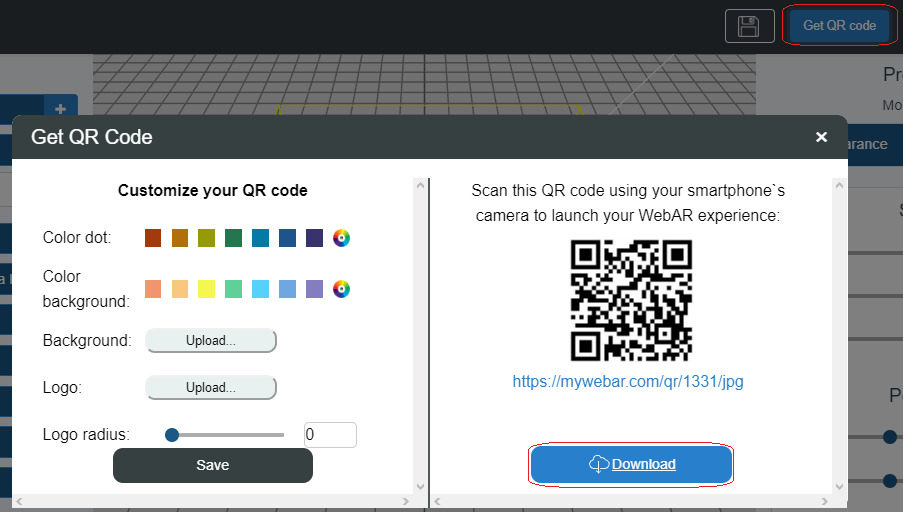 Get QR code
Get QR Code
×
Customize your QR code
Color dot:
Color
background:
Background:
Upload...
Logo:
Upload...
Logo radius:
0
Save
Scan this QR code using your smartphone`s
camera to launch your WebAR experience:
https://mywebar.com/qr/1331/jpg
Download
Pr
Mo
arance